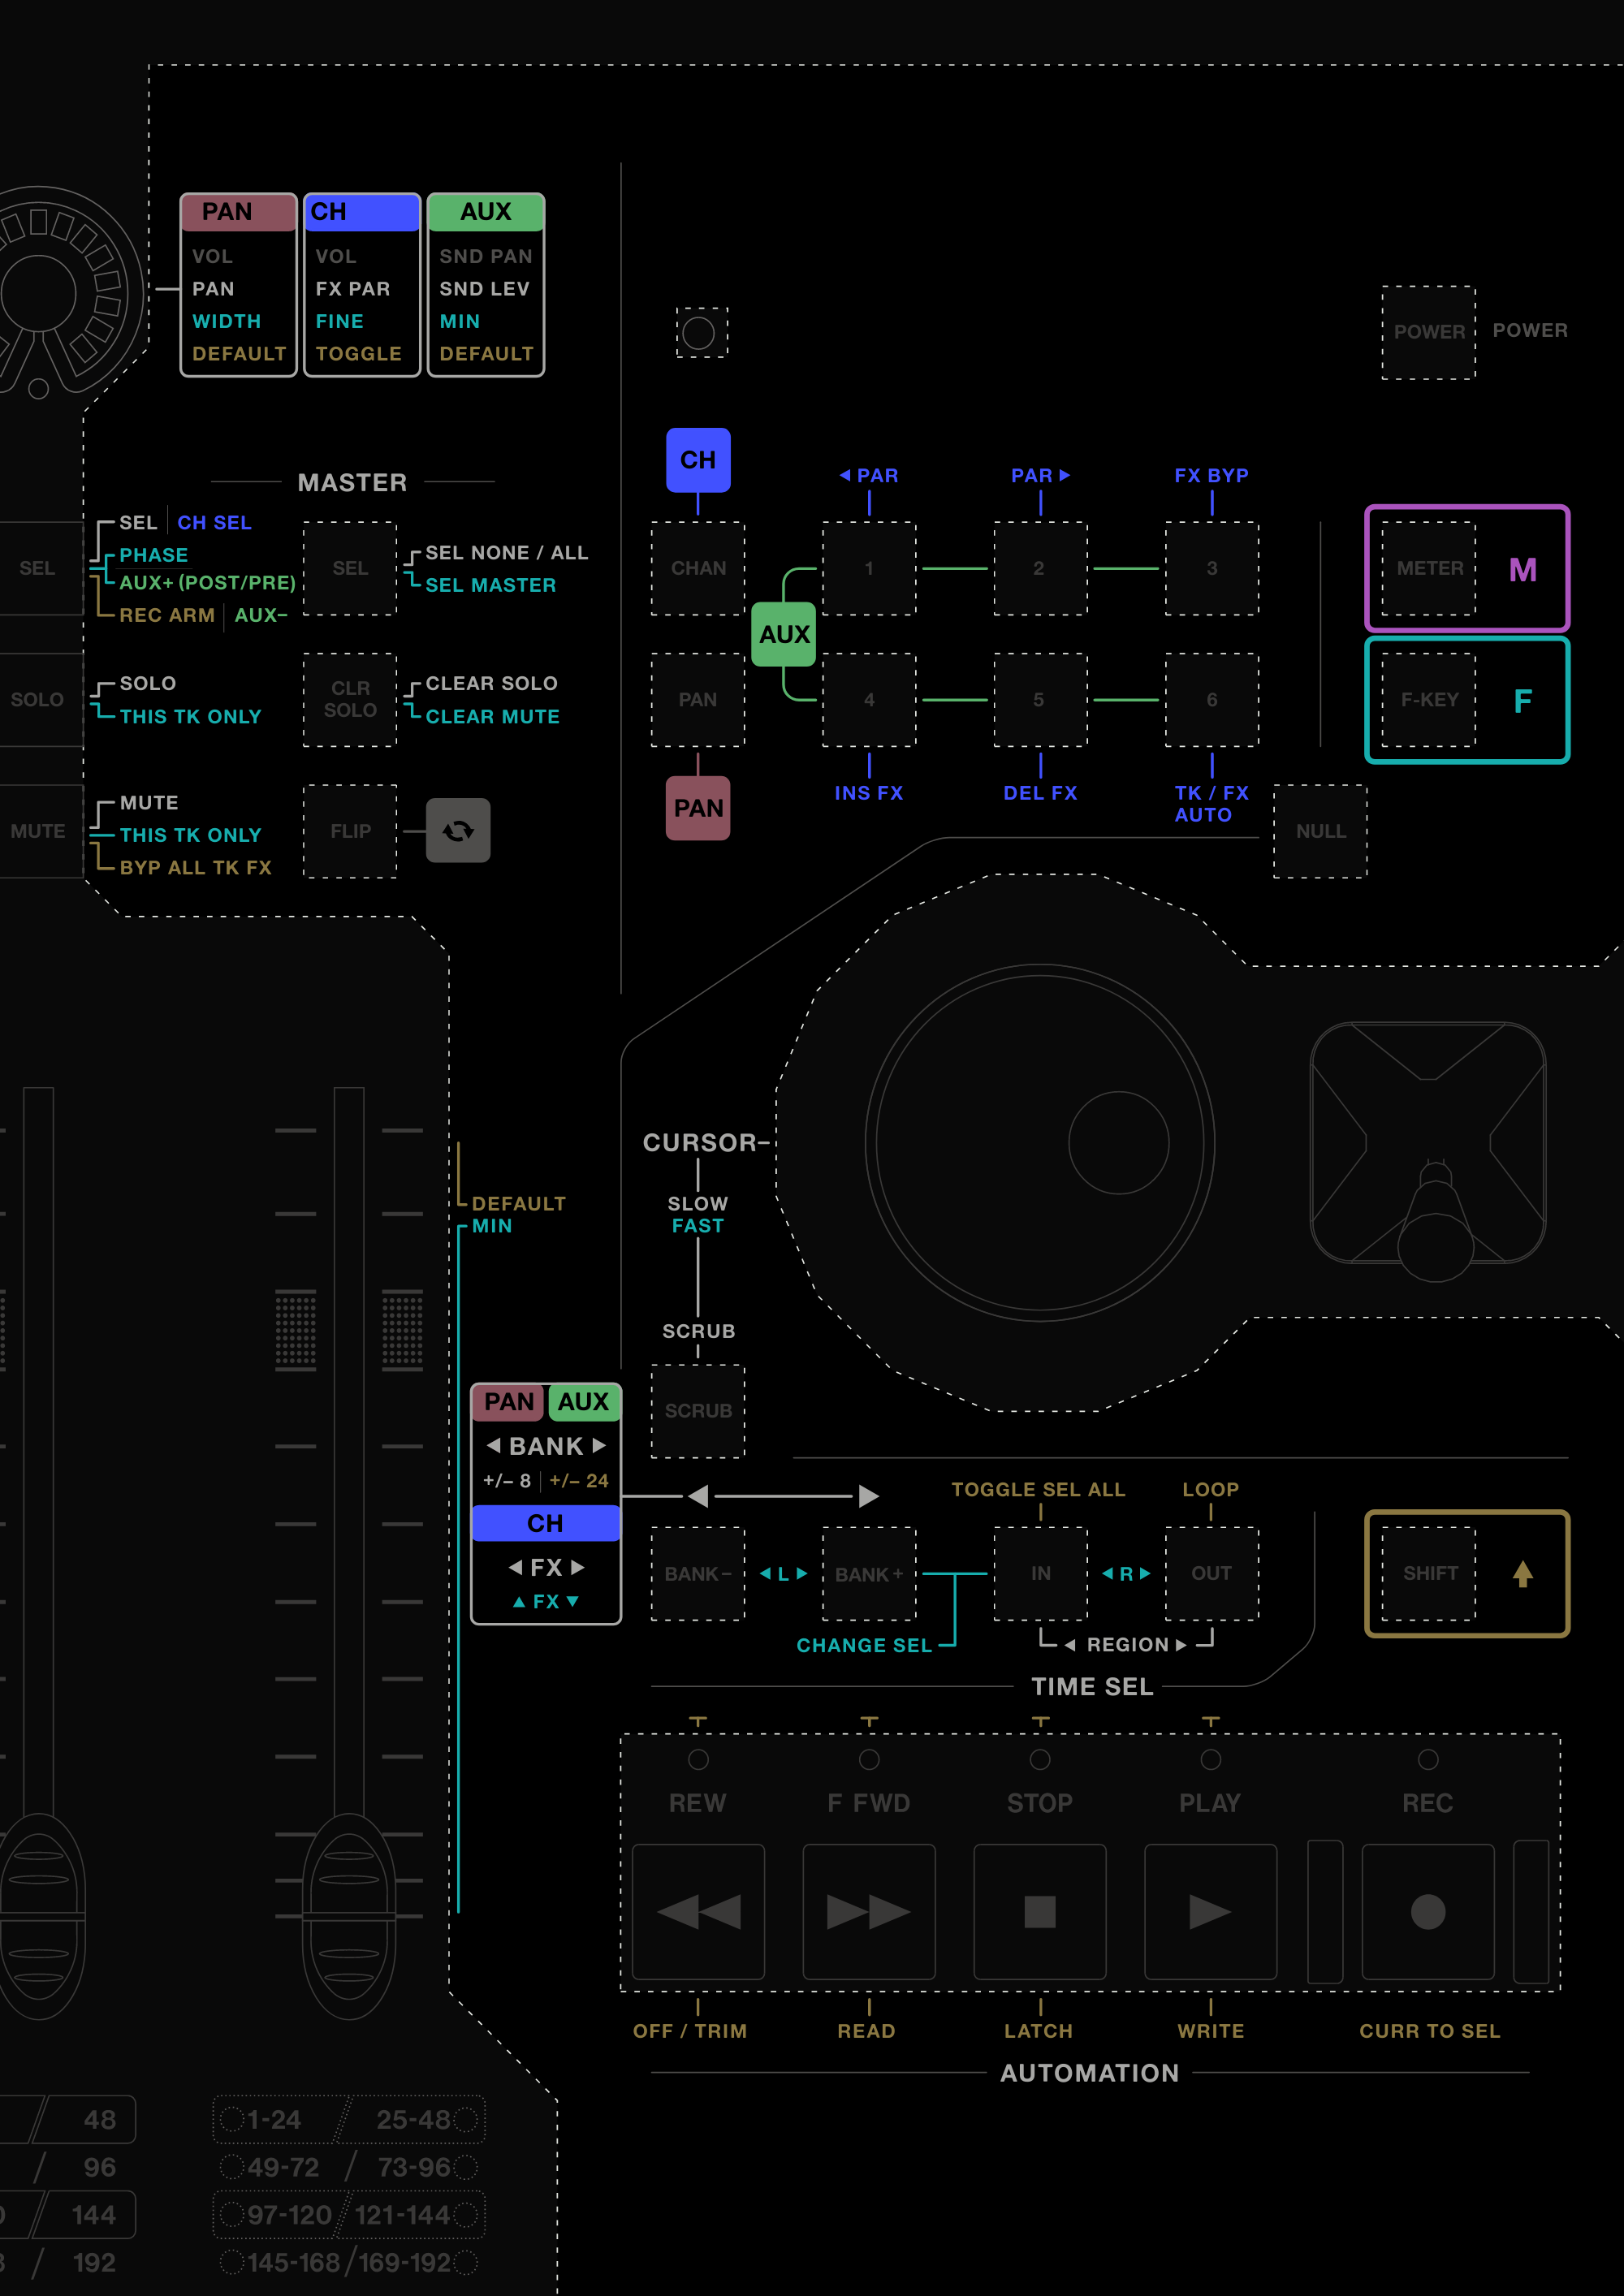 PAN CH AUX
VOL VOL SND PAN
PAN FX PAR SND LEV
WIDTH FINE MIN
DEFAULT TOGGLE DEFAULT
POWER POWER
CH
◀ PAR PAR ▶ FX BYP
MASTER
SEL
SEL | CH SEL
PHASE
AUX+ (POST/PRE)
REC ARM | AUX–
SEL
SEL NONE / ALL
SEL MASTER
CHAN 1 2 3
METER M
AUX
SOLO
SOLO
THIS TK ONLY
CLR
SOLO
CLEAR SOLO
CLEAR MUTE
PAN 4 5 6
F-KEY F
PAN
INS FX DEL FX TK / FX
AUTO
MUTE
MUTE
THIS TK ONLY
BYP ALL TK FX
FLIP
NULL
CURSOR–
SLOW
FAST
DEFAULT
MIN
SCRUB
SCRUB
PAN AUX
◀ BANK ▶
+/– 8 | +/– 24
CH
◀ FX ▶
▲ FX ▼
◀ ▶
TOGGLE SEL ALL LOOP
BANK – ◀ L ▶ BANK + IN ◀ R ▶ OUT
SHIFT
CHANGE SEL
◀ REGION ▶
TIME SEL
REW F FWD STOP PLAY REC
OFF / TRIM READ LATCH WRITE CURR TO SEL
AUTOMATION
/ 48 1-24 / 25-48
/ 96 49-72 / 73-96
/ 144 97-120 / 121-144
/ 192 145-168 / 169-192